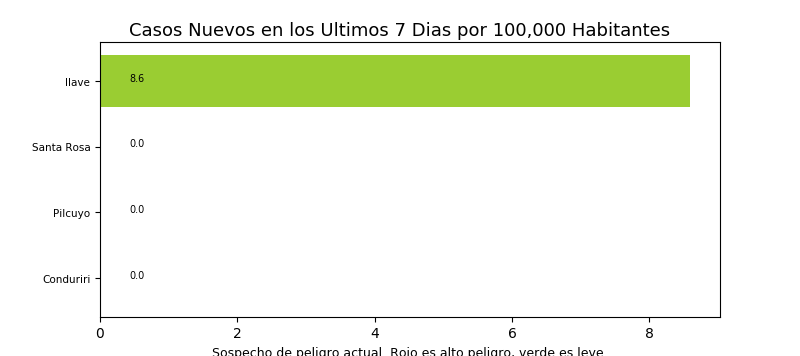 Casos Nuevos en los Ultimos 7 Dias por 100,000 Habitantes
Ilave
8.6
Santa Rosa
0.0
Pilcuyo
0.0
Conduriri
0.0
0 2 4 6 8
Sospecho de peligro actual. Rojo es alto peligro, verde es leve